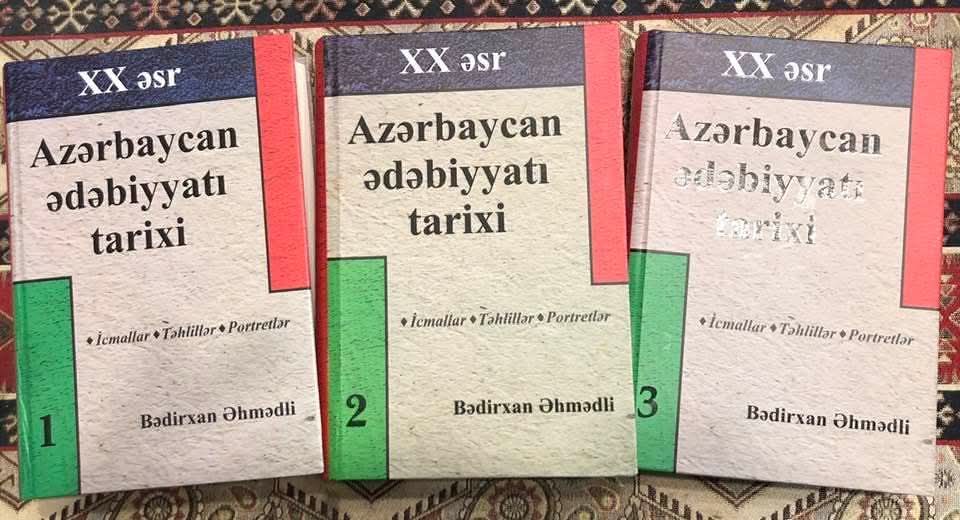 XX əsr
Azərbaycan
ədəbiyyatı
tarixi
♦ İcmallar ♦ Təhlillər ♦ Portretlər
1
Bədirxan Əhmədli
XX əsr
Azərbaycan
ədəbiyyatı
tarixi
♦ İcmallar ♦ Təhlillər ♦ Portretlər
2
Bədirxan Əhmədli
XX əsr
Azərbaycan
ədəbiyyatı
tarixi
♦ İcmallar ♦ Təhlillər ♦ Portretlər
3
Bədirxan Əhmədli